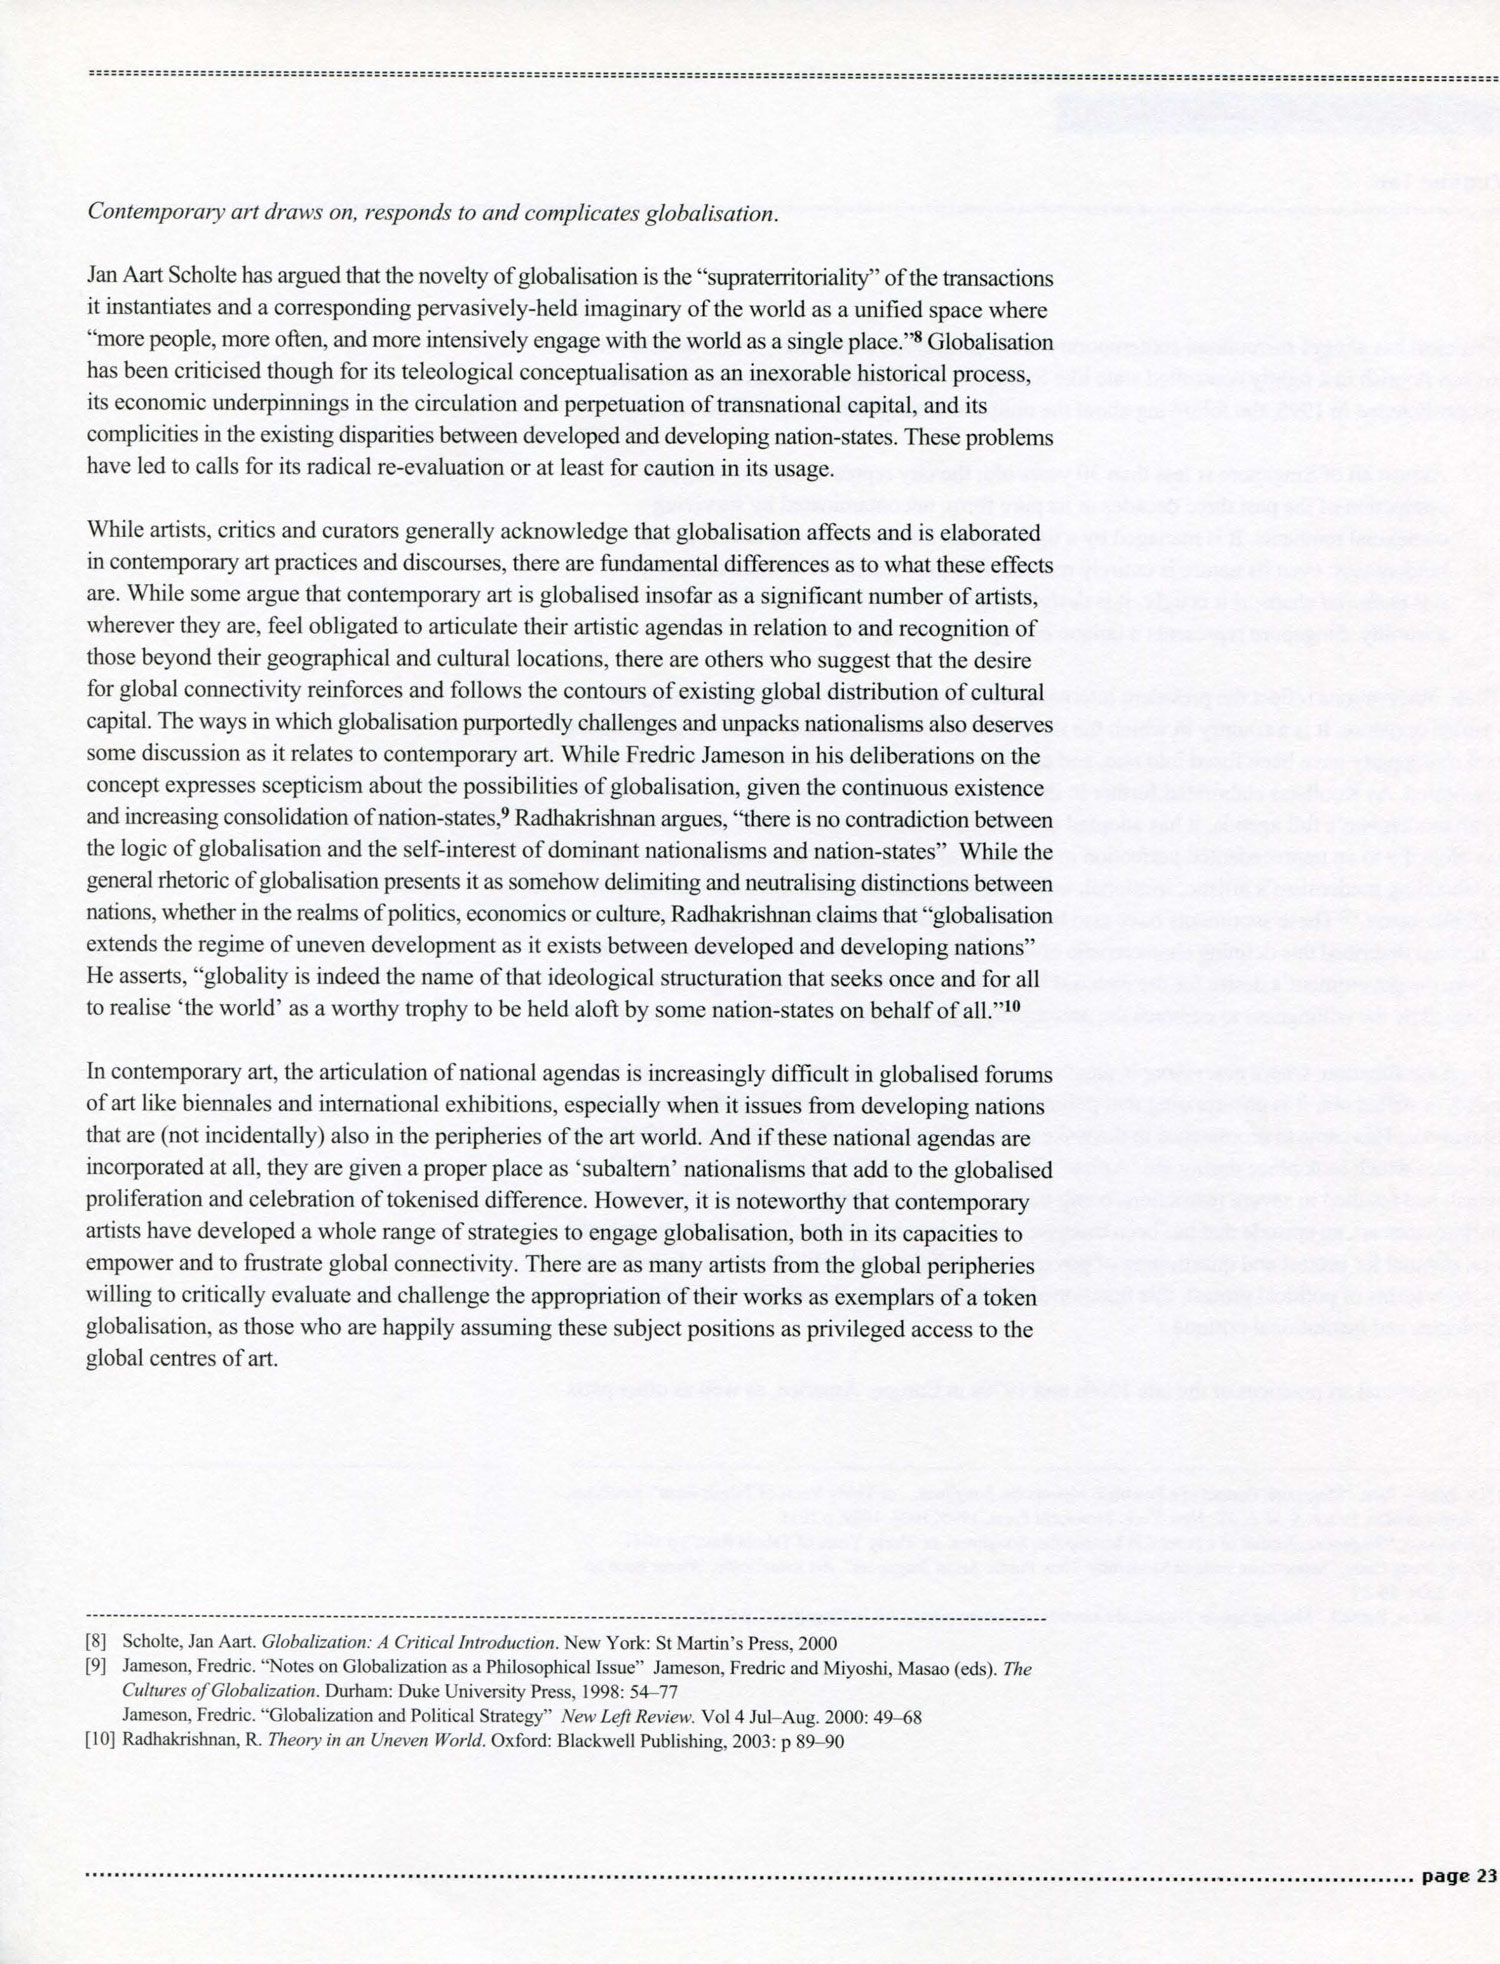 Contemporary art draws on, responds to and complicates globalisation.
Jan Aart Scholte has argued that the novelty of globalisation is the “supraterritoriality” of the transactions
it instantiates and a corresponding pervasively-held imaginary of the world as a unified space where
“more people, more often, and more intensively engage with the world as a single place.”8 Globalisation
has been criticised though for its teleological conceptualisation as an inexorable historical process,
its economic underpinnings in the circulation and perpetuation of transnational capital, and its
complicities in the existing disparities between developed and developing nation-states. These problems
have led to calls for its radical re-evaluation or at least for caution in its usage.
While artists, critics and curators generally acknowledge that globalisation affects and is elaborated
in contemporary art practices and discourses, there are fundamental differences as to what these effects
are. While some argue that contemporary art is globalised insofar as a significant number of artists,
wherever they are, feel obligated to articulate their artistic agendas in relation to and recognition of
those beyond their geographical and cultural locations, there are others who suggest that the desire
for global connectivity reinforces and follows the contours of existing global distribution of cultural
capital. The ways in which globalisation purportedly challenges and unpacks nationalisms also deserves
some discussion as it relates to contemporary art. While Fredric Jameson in his deliberations on the
concept expresses scepticism about the possibilities of globalisation, given the continuous existence
and increasing consolidation of nation-states,9 Radhakrishnan argues, “there is no contradiction between
the logic of globalisation and the self-interest of dominant nationalisms and nation-states” While the
general rhetoric of globalisation presents it as somehow delimiting and neutralising distinctions between
nations, whether in the realms of politics, economics or culture, Radhakrishnan claims that “globalisation
extends the regime of uneven development as it exists between developed and developing nations”
He asserts, “globality is indeed the name of that ideological structuration that seeks once and for all
to realise ‘the world’ as a worthy trophy to be held aloft by some nation-states on behalf of all.”10
In contemporary art, the articulation of national agendas is increasingly difficult in globalised forums
of art like biennales and international exhibitions, especially when it issues from developing nations
that are (not incidentally) also in the peripheries of the art world. And if these national agendas are
incorporated at all, they are given a proper place as ‘subaltern’ nationalisms that add to the globalised
proliferation and celebration of tokenised difference. However, it is noteworthy that contemporary
artists have developed a whole range of strategies to engage globalisation, both in its capacities to
empower and to frustrate global connectivity. There are as many artists from the global peripheries
willing to critically evaluate and challenge the appropriation of their works as exemplars of a token
globalisation, as those who are happily assuming these subject positions as privileged access to the
global centres of art.
[8] Scholte, Jan Aart. Globalization: A Critical Introduction. New York: St Martin’s Press, 2000
[9] Jameson, Fredric. “Notes on Globalization as a Philosophical Issue” Jameson, Fredric and Miyoshi, Masao (eds). The
Cultures of Globalization. Durham: Duke University Press, 1998: 54–77
Jameson, Fredric. “Globalization and Political Strategy” New Left Review. Vol 4 Jul–Aug. 2000: 49–68
[10] Radhakrishnan, R. Theory in an Uneven World. Oxford: Blackwell Publishing, 2003: p 89–90
page 23